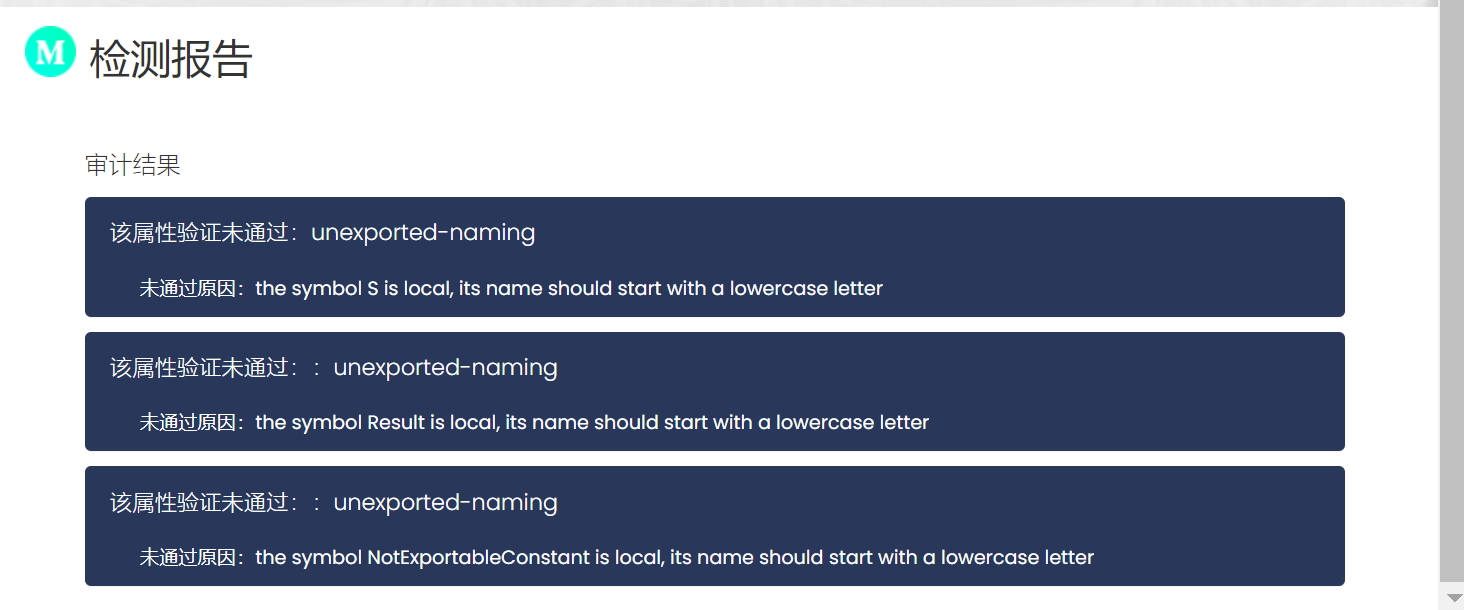 M 检测报告
审计结果
该属性验证未通过：unexported-naming
未通过原因：the symbol S is local, its name should start with a lowercase letter
该属性验证未通过：：unexported-naming
未通过原因：the symbol Result is local, its name should start with a lowercase letter
该属性验证未通过：：unexported-naming
未通过原因：the symbol NotExportableConstant is local, its name should start with a lowercase letter